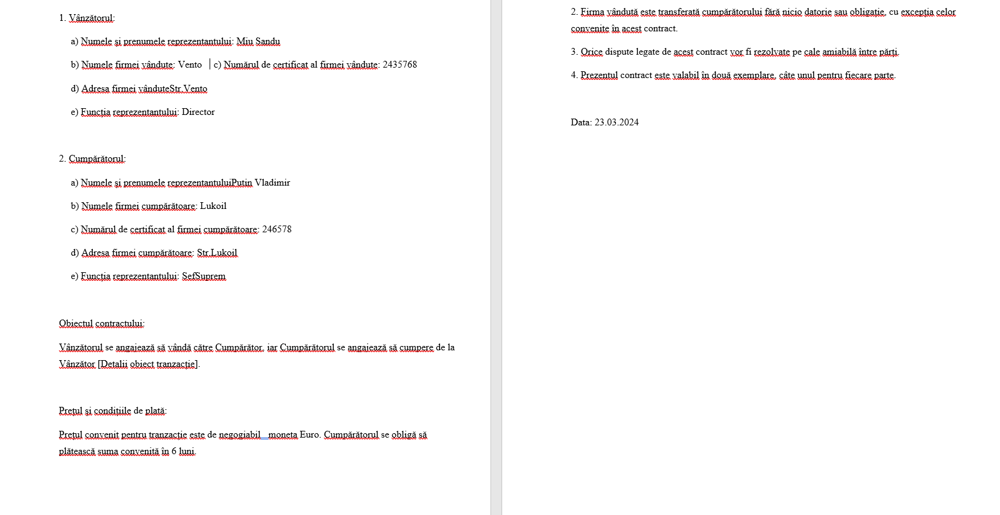 1. Vânzătorul:
a) Numele și prenumele reprezentantului: Miu Sandu
b) Numele firmei vândute: Vento c) Numărul de certificat al firmei vândute: 2435768
d) Adresa firmei vânduteStr.Vento
e) Funcția reprezentantului: Director
2. Cumpărătorul:
a) Numele și prenumele reprezentantuluiPutin Vladimir
b) Numele firmei cumpărătoare: Lukoil
c) Numărul de certificat al firmei cumpărătoare: 246578
d) Adresa firmei cumpărătoare: Str.Lukoil
e) Funcția reprezentantului: SefSuprem
Obiectul contractului:
Vânzătorul se angajează să vândă către Cumpărător, iar Cumpărătorul se angajează să cumpere de la
Vânzător [Detalii obiect tranzacție].
Prețul și condițiile de plată:
Prețul convenit pentru tranzacție este de negogiabil moneta Euro. Cumpărătorul se obligă să
plătească suma convenită în 6 luni.
2. Firma vândută este transferată cumpărătorului fără nicio datorie sau obligație, cu excepția celor
convenite în acest contract.
3. Orice dispute legate de acest contract vor fi rezolvate pe cale amiabilă între părți.
4. Prezentul contract este valabil în două exemplare, câte unul pentru fiecare parte.
Data: 23.03.2024